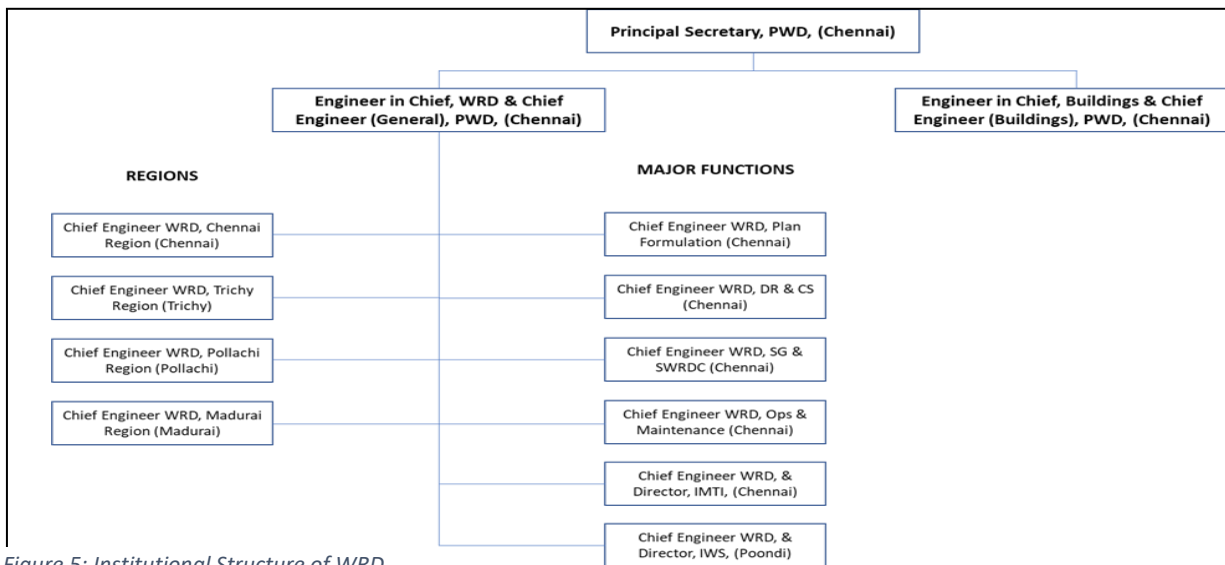 Principal Secretary, PWD, (Chennai)
Engineer in Chief, WRD & Chief
Engineer (General), PWD, (Chennai)
Engineer in Chief, Buildings & Chief
Engineer (Buildings), PWD, (Chennai)
REGIONS
MAJOR FUNCTIONS
Chief Engineer WRD, Chennai
Region (Chennai)
Chief Engineer WRD, Trichy
Region (Trichy)
Chief Engineer WRD, Pollachi
Region (Pollachi)
Chief Engineer WRD, Madurai
Region (Madurai)
Chief Engineer WRD, Plan
Formulation (Chennai)
Chief Engineer WRD, DR & CS
(Chennai)
Chief Engineer WRD, SG &
SWRDC (Chennai)
Chief Engineer WRD, Ops &
Maintenance (Chennai)
Chief Engineer WRD, &
Director, IMTI, (Chennai)
Chief Engineer WRD, &
Director, IWS, (Poondi)
Figure 5: Institutional Structure of WRD